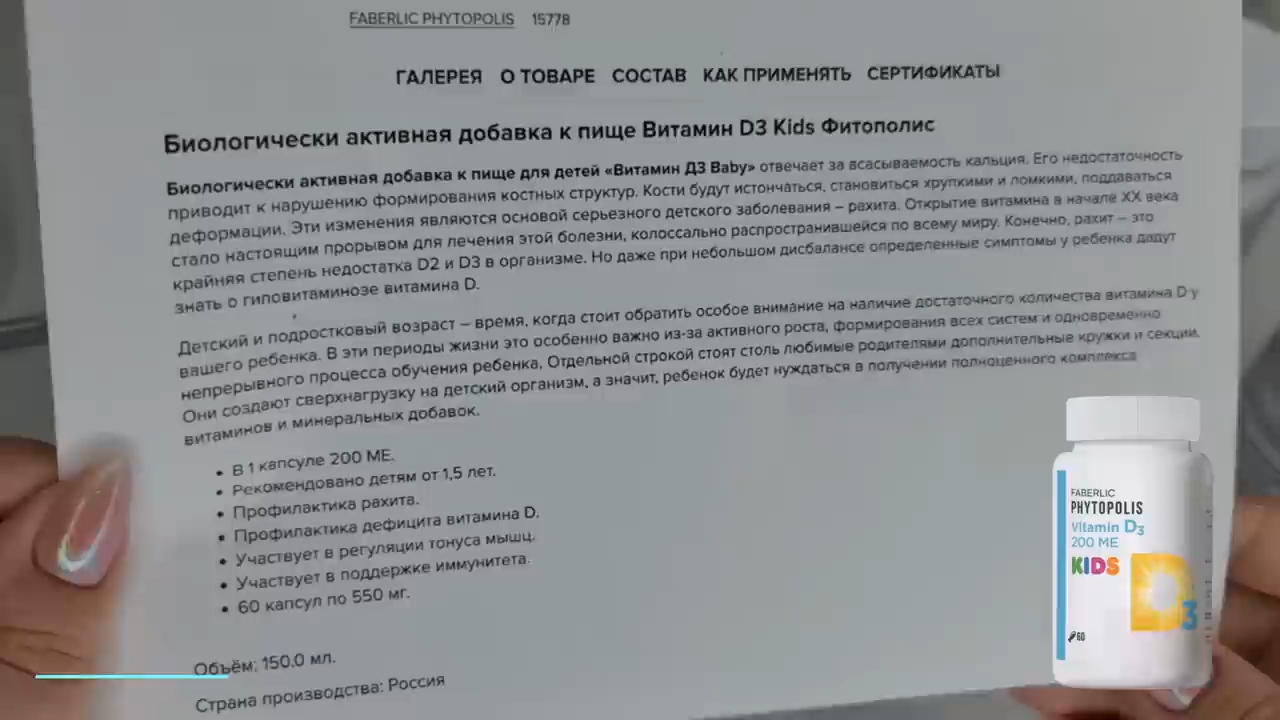 FABERLIC PHYTOPOLIS 15778
ГАЛЕРЕЯ О ТОВАРЕ СОСТАВ КАК ПРИМЕНЯТЬ СЕРТИФИКАТЫ
Биологически активная добавка к пище Витамин D3 Kids Фитополис
Биологически активная добавка к пище для детей «Витамин Д3 Baby» отвечает за всасываемость кальция. Его недостаточность
приводит к нарушению формирования костных структур. Кости будут истончаться, становиться хрупкими и ломкими, поддаваться
деформации. Эти изменения являются основой серьезного детского заболевания – рахита. Открытие витамина в начале XX века
стало настоящим прорывом для лечения этой болезни, колоссально распространившейся по всему миру. Конечно, рахит – это
крайняя степень недостатка D2 и D3 в организме. Но даже при небольшом дисбалансе определенные симптомы у ребенка дадут
знать о гиповитаминозе витамина D.
Детский и подростковый возраст – время, когда стоит обратить особое внимание на наличие достаточного количества витамина D у
вашего ребенка. В эти периоды жизни это особенно важно из-за активного роста, формирования всех систем и одновременно
непрерывного процесса обучения ребенка. Отдельной строкой стоят столь любимые родителями дополнительные кружки и секции.
Они создают сверхнагрузку на детский организм, а значит, ребенок будет нуждаться в получении полноценного комплекса
витаминов и минеральных добавок.
• В 1 капсуле 200 МЕ.
• Рекомендовано детям от 1,5 лет.
• Профилактика рахита.
• Профилактика дефицита витамина D.
• Участвует в регуляции тонуса мышц.
• Участвует в поддержке иммунитета.
• 60 капсул по 550 мг.
Объём: 150.0 мл.
Страна производства: Россия
FABERLIC
PHYTOPOLIS
Vitamin D3
200 ME
KIDS
D3
60